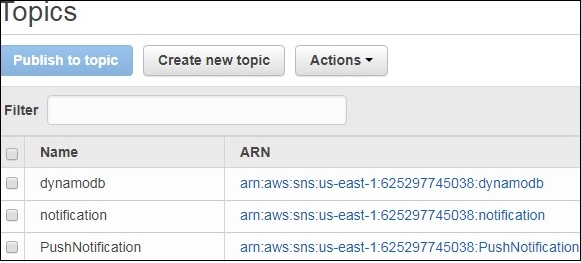 Topics
Publish to topic Create new topic Actions
Filter
Name ARN
dynamodb arn:aws:sns:us-east-1:625297745038:dynamodb
notification arn:aws:sns:us-east-1:625297745038:notification
PushNotification arn:aws:sns:us-east-1:625297745038:PushNotification